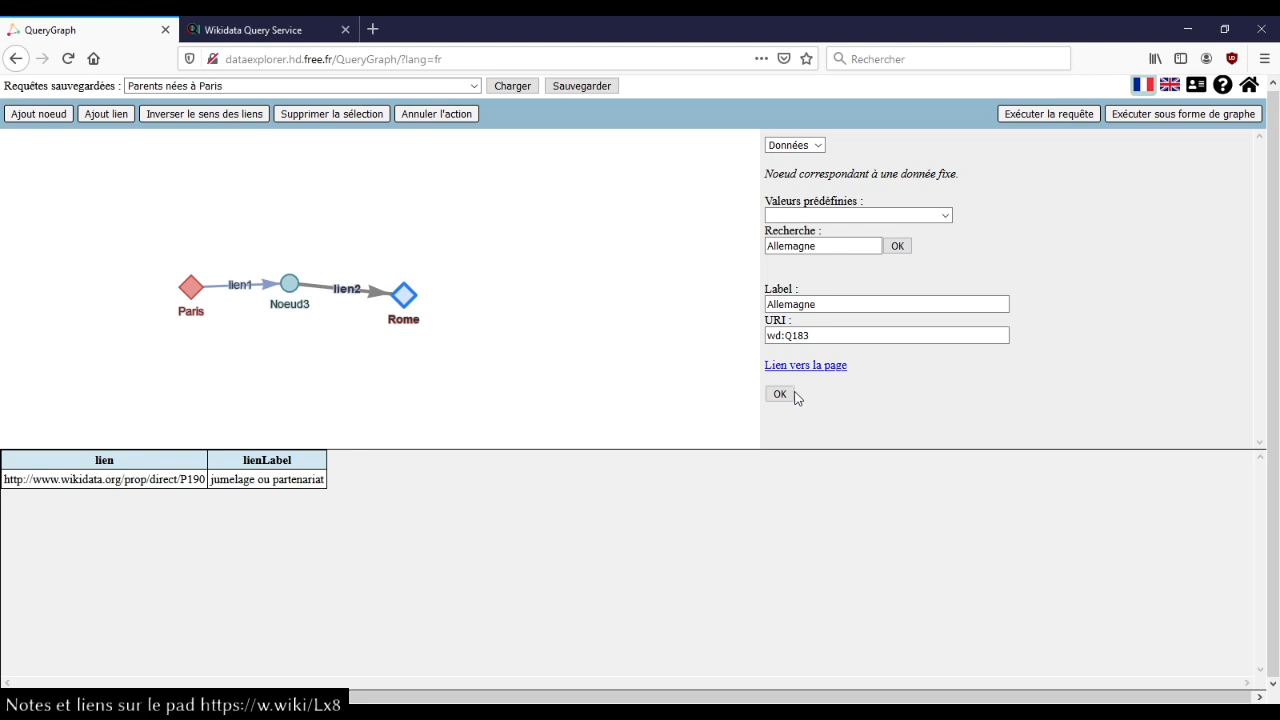 QueryGraph
Wikidata Query Service
dataexplorer.hd.free.fr/QueryGraph/?lang=fr
Rechercher
Requêtes sauvegardées : Parents nées à Paris Charger Sauvegarder
Ajout noeud Ajout lien Inverser le sens des liens Supprimer la sélection Annuler l'action Exécuter la requête Exécuter sous forme de graphe
Données
Noeud correspondant à une donnée fixe.
Valeurs prédéfinies :
Recherche :
Allemagne OK
Label :
Allemagne
URI :
wd:Q183
Lien vers la page
OK
lien1 lien2
Paris Noeud3 Rome
lien lienLabel
http://www.wikidata.org/prop/direct/P190 jumelage ou partenariat
Notes et liens sur le pad https://w.wiki/Lx8